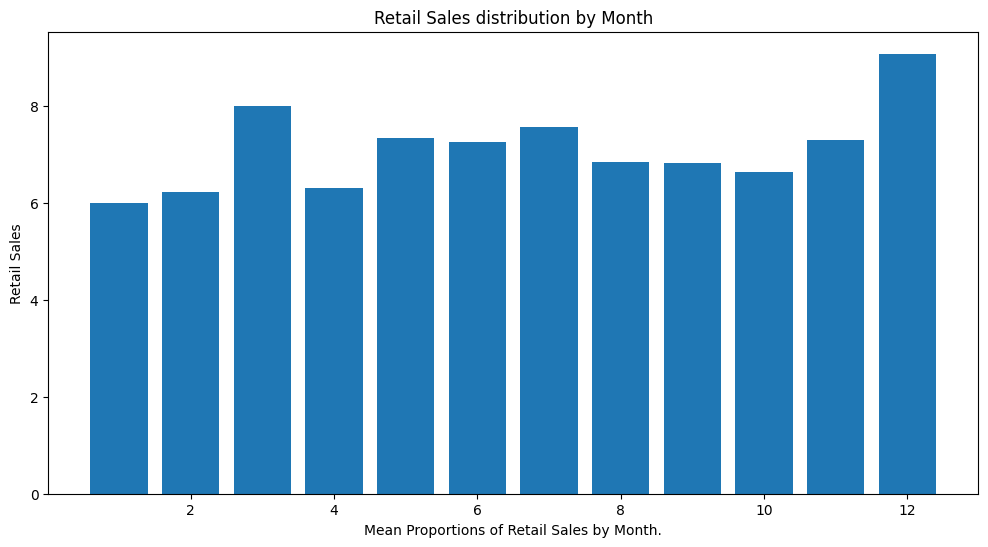 Retail Sales distribution by Month
Retail Sales
8
6
4
2
0
2 4 6 8 10 12
Mean Proportions of Retail Sales by Month.